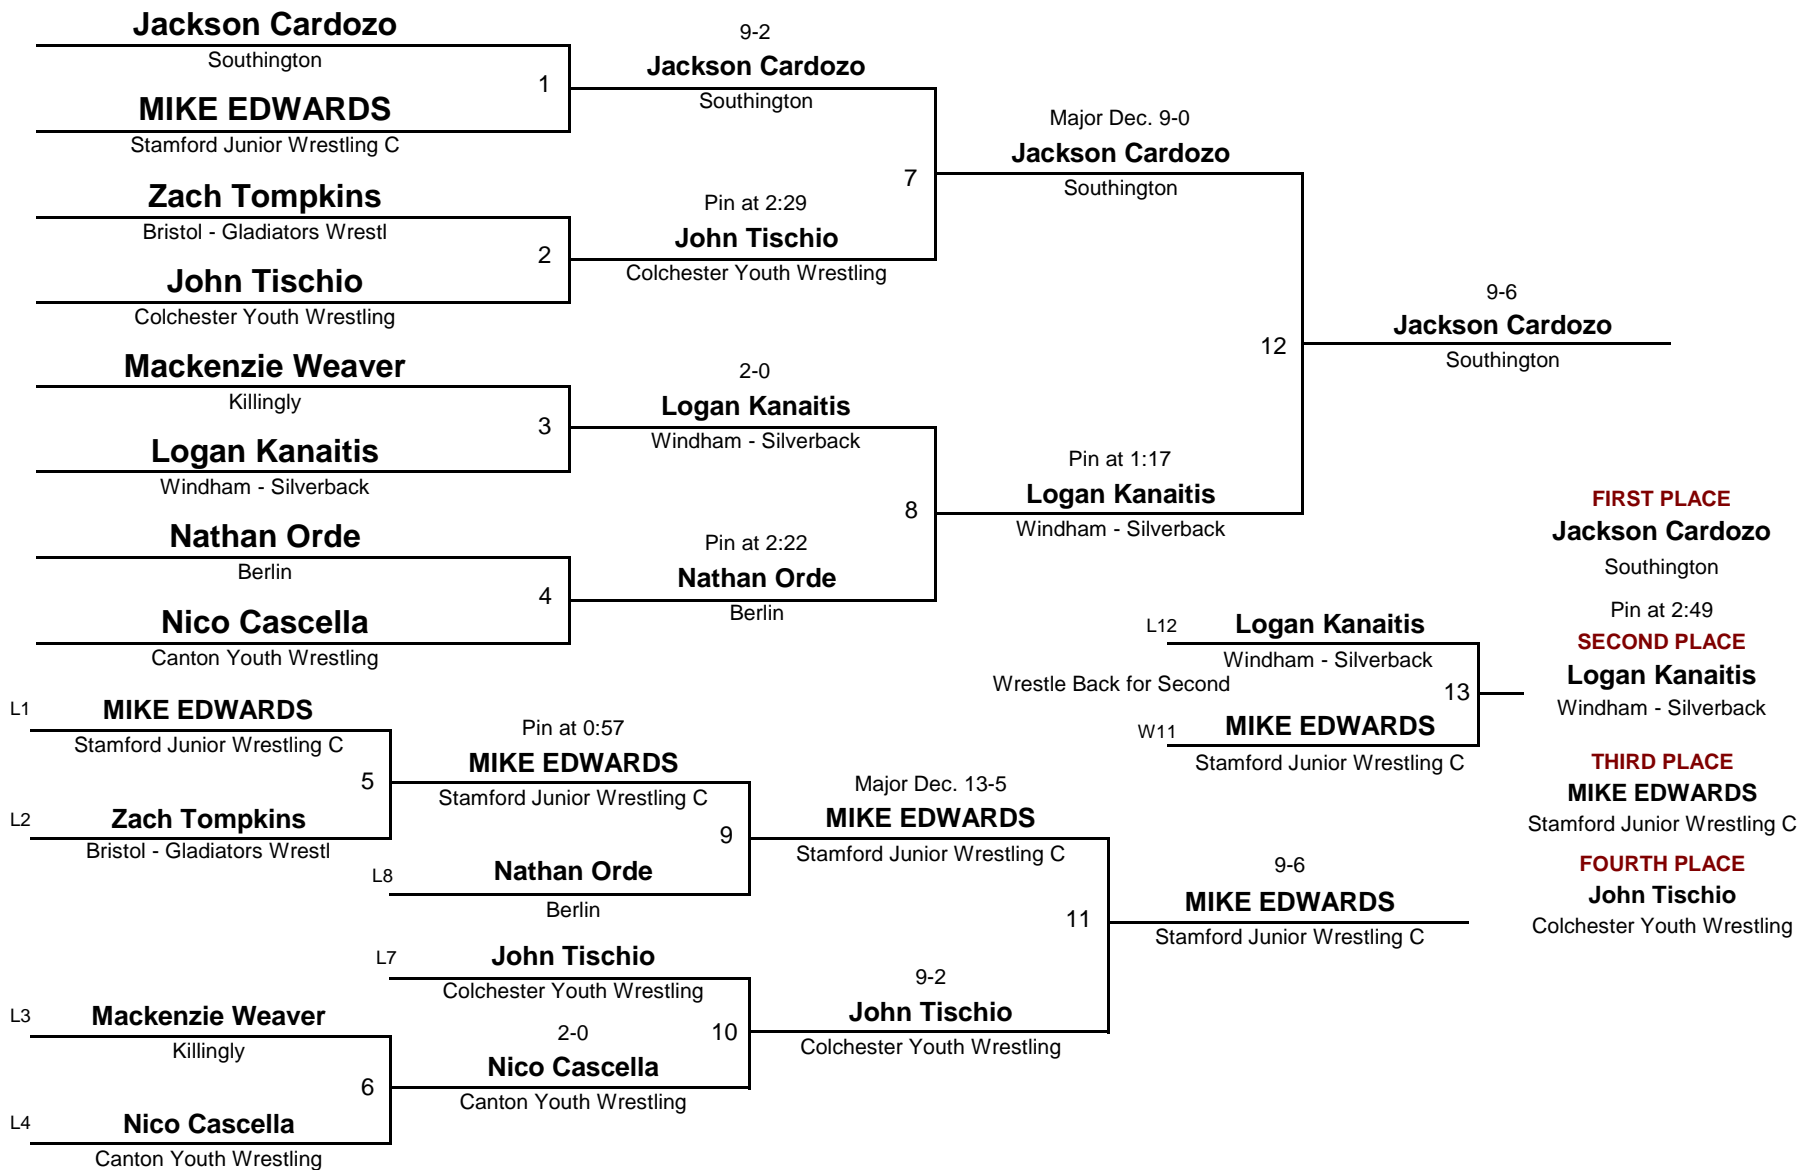 Jackson Cardozo
Southington
1
MIKE EDWARDS
Stamford Junior Wrestling C
Zach Tompkins
Bristol - Gladiators Wrestl
2
John Tischio
Colchester Youth Wrestling
Mackenzie Weaver
Killingly
3
Logan Kanaitis
Windham - Silverback
Nathan Orde
Berlin
4
Nico Cascella
Canton Youth Wrestling
9-2
Jackson Cardozo
Southington
7
Pin at 2:29
John Tischio
Colchester Youth Wrestling
2-0
Logan Kanaitis
Windham - Silverback
8
Pin at 2:22
Nathan Orde
Berlin
Major Dec. 9-0
Jackson Cardozo
Southington
12
Pin at 1:17
Logan Kanaitis
Windham - Silverback
9-6
Jackson Cardozo
Southington
L1
MIKE EDWARDS
Stamford Junior Wrestling C
5
L2
Zach Tompkins
Bristol - Gladiators Wrestl
L3
Mackenzie Weaver
Killingly
6
L4
Nico Cascella
Canton Youth Wrestling
Pin at 0:57
MIKE EDWARDS
Stamford Junior Wrestling C
9
L8
Nathan Orde
Berlin
L7
John Tischio
Colchester Youth Wrestling
10
2-0
Nico Cascella
Canton Youth Wrestling
Major Dec. 13-5
MIKE EDWARDS
Stamford Junior Wrestling C
11
9-2
John Tischio
Colchester Youth Wrestling
9-6
MIKE EDWARDS
Stamford Junior Wrestling C
L12
Logan Kanaitis
Windham - Silverback
Wrestle Back for Second
13
W11
MIKE EDWARDS
Stamford Junior Wrestling C
FIRST PLACE
Jackson Cardozo
Southington
Pin at 2:49
SECOND PLACE
Logan Kanaitis
Windham - Silverback
THIRD PLACE
MIKE EDWARDS
Stamford Junior Wrestling C
FOURTH PLACE
John Tischio
Colchester Youth Wrestling